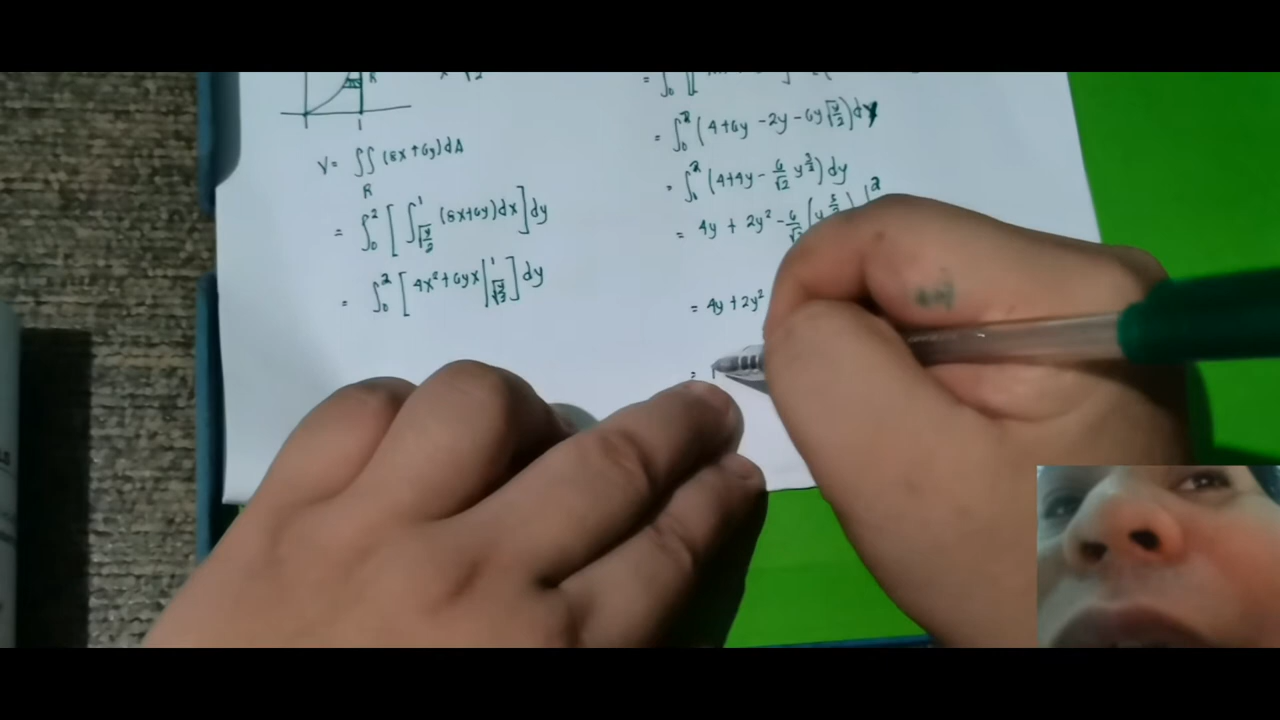 R
1
V = ∬ (8x+6y)dA
R
= ∫₀² [ ∫_{√(y/2)}^1 (8x+6y)dx ] dy
= ∫₀² [ 4x² + 6yx |_{√(y/2)}^1 ] dy
= ∫₀² (4+6y -2y -6y√(y/2)) dy
= ∫₀² (4+4y - 6/√2 y^{3/2}) dy
= 4y + 2y² - 6/√2 (y^{5/2}) |²
= 4y + 2y²
=